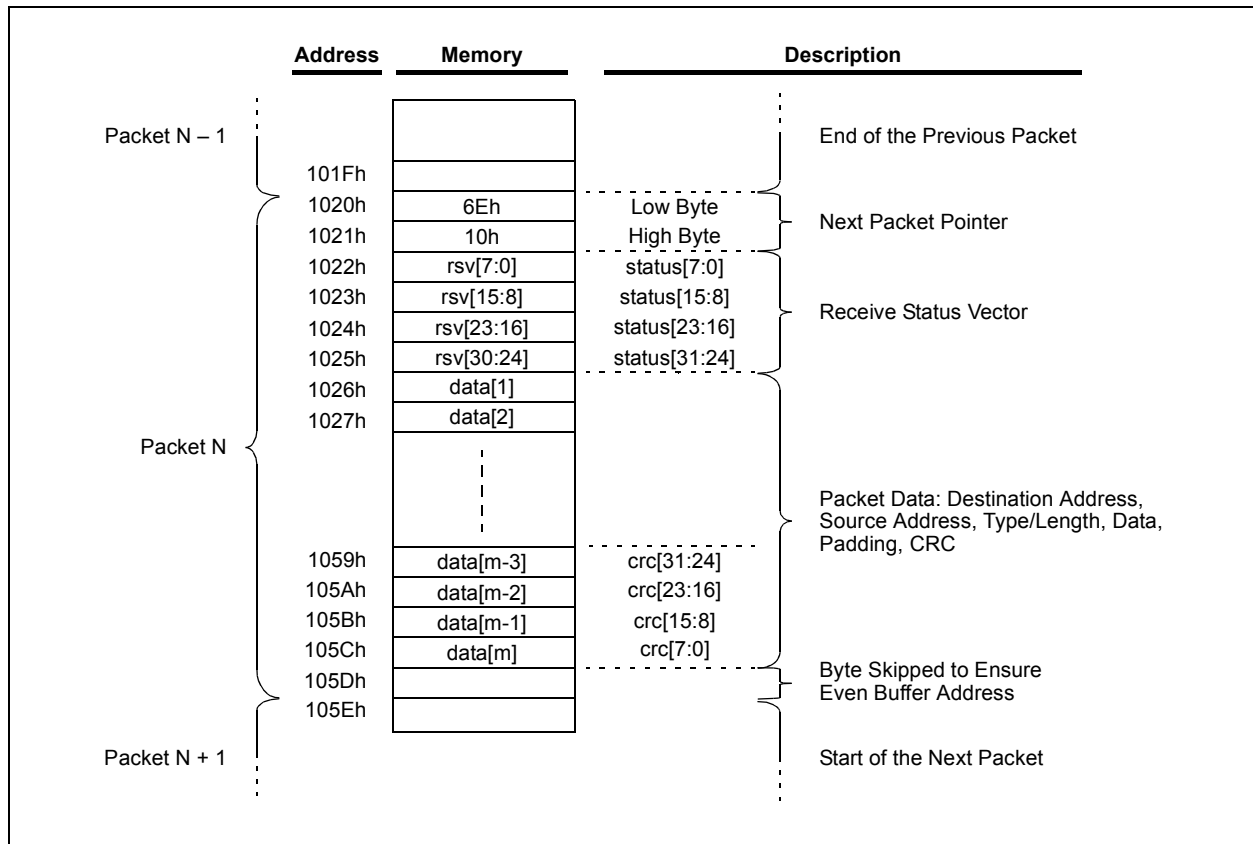 Address Memory Description
Packet N – 1 End of the Previous Packet
101Fh
1020h 6Eh Low Byte
Next Packet Pointer
1021h 10h High Byte
1022h rsv[7:0] status[7:0]
1023h rsv[15:8] status[15:8]
Receive Status Vector
1024h rsv[23:16] status[23:16]
1025h rsv[30:24] status[31:24]
1026h data[1]
1027h data[2]
Packet N
Packet Data: Destination Address,
Source Address, Type/Length, Data,
Padding, CRC
1059h data[m-3] crc[31:24]
105Ah data[m-2] crc[23:16]
105Bh data[m-1] crc[15:8]
105Ch data[m] crc[7:0]
Byte Skipped to Ensure
105Dh
Even Buffer Address
105Eh
Packet N + 1 Start of the Next Packet